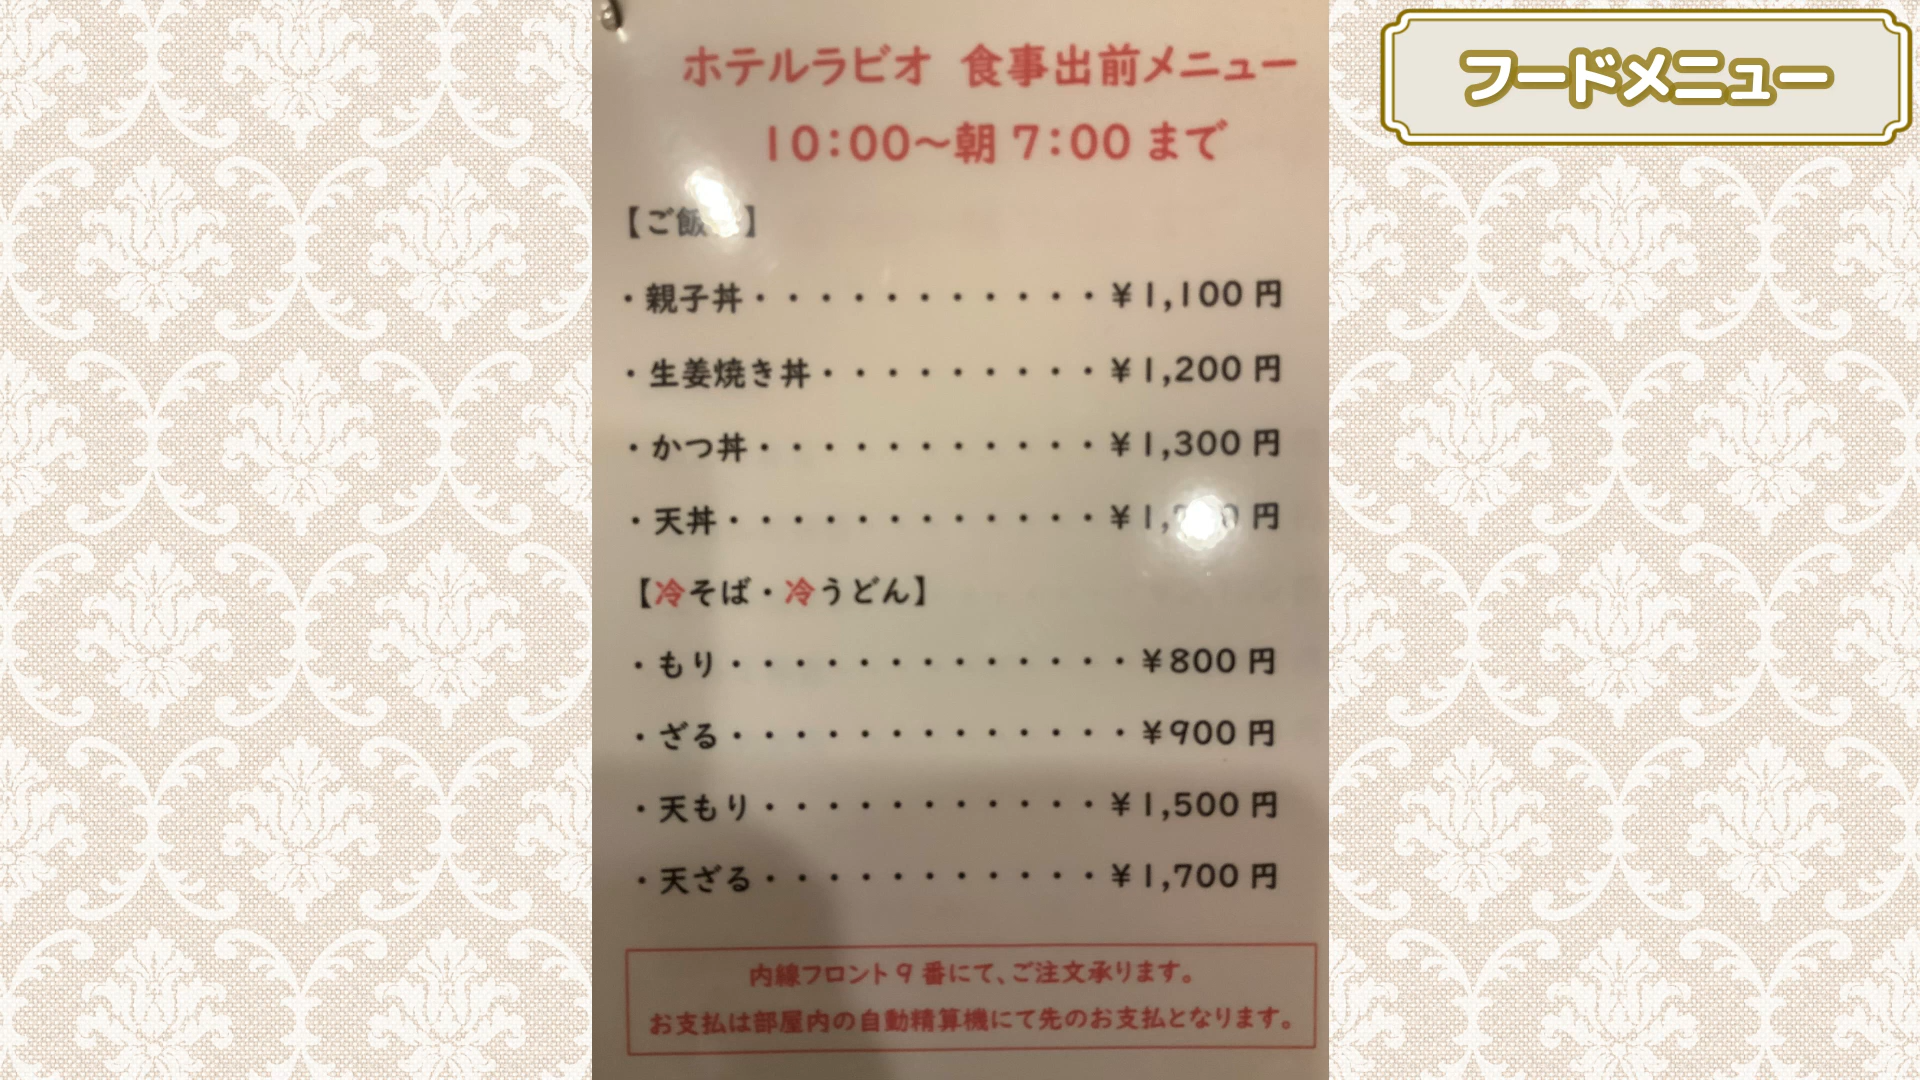 フードメニュー
ホテルラビオ 食事出前メニュー
10:00～朝7:00まで
【ご飯 】
・親子丼・・・・・・・・・・・¥1,100円
・生姜焼き丼・・・・・・・・・¥1,200円
・かつ丼・・・・・・・・・・・¥1,300円
・天丼・・・・・・・・・・・・¥1, 円
【冷そば・冷うどん】
・もり・・・・・・・・・・・・・¥800円
・ざる・・・・・・・・・・・・・¥900円
・天もり・・・・・・・・・・・¥1,500円
・天ざる・・・・・・・・・・・¥1,700円
内線フロント9番にて、ご注文承ります。
お支払は部屋内の自動精算機にて先のお支払となります。